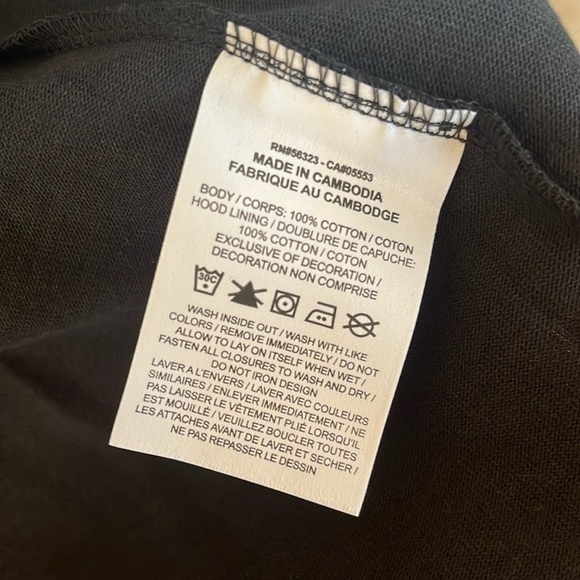 RN#56323 - CA#05553
MADE IN CAMBODIA
FABRIQUE AU CAMBODGE
BODY / CORPS: 100% COTTON / COTON
HOOD LINING / DOUBLURE DE CAPUCHE:
100% COTTON / COTON
EXCLUSIVE OF DECORATION /
DECORATION NON COMPRISE
30C
WASH INSIDE OUT / WASH WITH LIKE
COLORS / REMOVE IMMEDIATELY / DO NOT
ALLOW TO LAY ON ITSELF WHEN WET /
FASTEN ALL CLOSURES TO WASH AND DRY /
DO NOT IRON DESIGN
LAVER A L'ENVERS / LAVER AVEC COULEURS
SIMILAIRES / ENLEVER IMMEDIATEMENT / NE
PAS LAISSER LE VÊTEMENT PLIÉ LORSQU'IL
EST MOUILLÉ / VEUILLEZ BOUCLER TOUTES
LES ATTACHES AVANT DE LAVER ET SECHER /
NE PAS REPASSER LE DESSIN